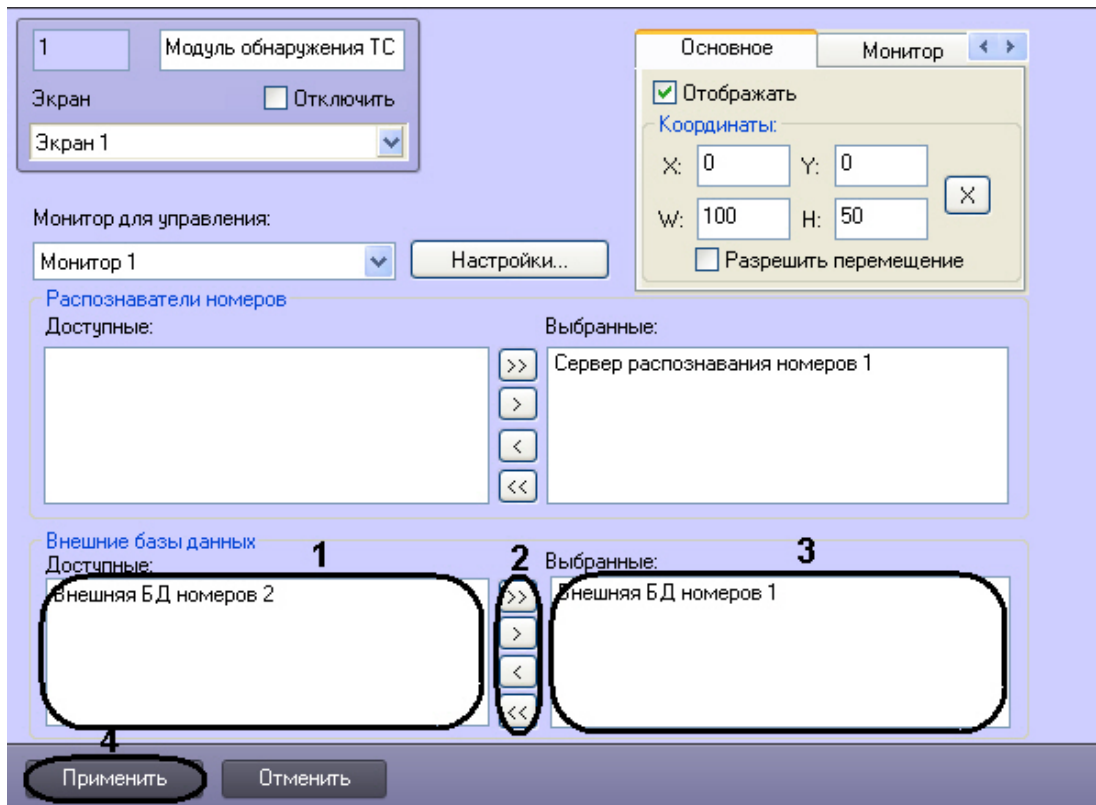 1
Модуль обнаружения ТС
Экран
Отключить
Экран 1
Основное
Монитор
Отображать
Координаты:
X: 0 Y: 0
X
W: 100 H: 50
Разрешить перемещение
Монитор для управления:
Монитор 1
Настройки...
Распознаватели номеров
Доступные:
Выбранные:
Сервер распознавания номеров 1
>>
>
<
<<
Внешние базы данных
1
2
3
Доступные:
Выбранные:
Внешняя БД номеров 2
Внешняя БД номеров 1
>>
>
<
<<
4
Применить
Отменить